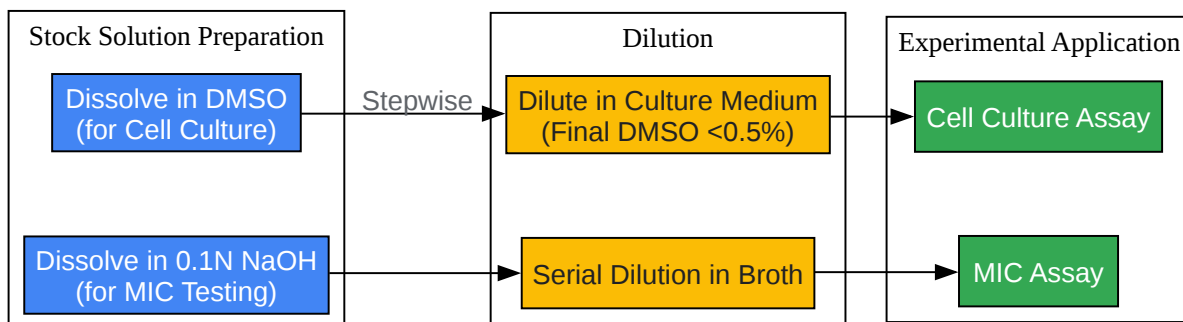 Stock Solution Preparation
Dissolve in DMSO
(for Cell Culture)
Dissolve in 0.1N NaOH
(for MIC Testing)
Stepwise
Dilution
Dilute in Culture Medium
(Final DMSO <0.5%)
Serial Dilution in Broth
Experimental Application
Cell Culture Assay
MIC Assay